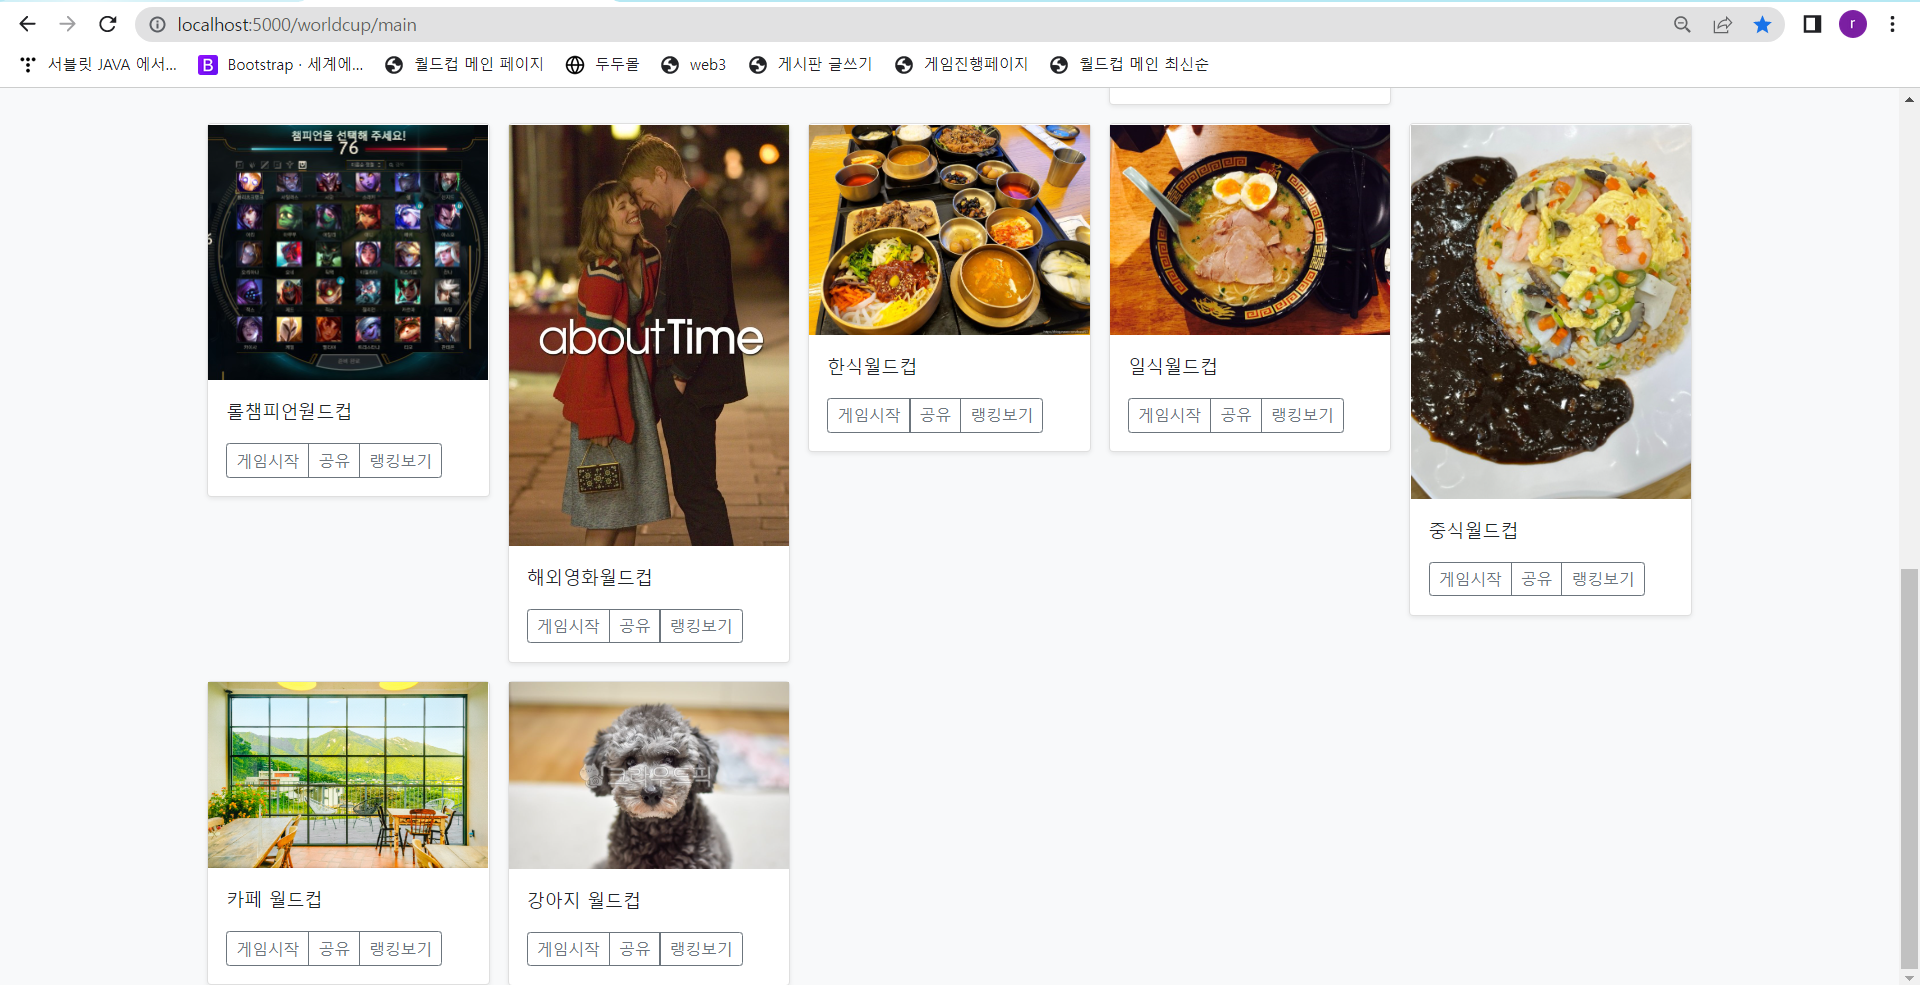 localhost:5000/worldcup/main
r
서블릿 JAVA 에서...
Bootstrap · 세계에...
월드컵 메인 페이지
두두몰
web3
게시판 글쓰기
게임진행페이지
월드컵 메인 최신순
챔피언을 선택해 주세요!
76
롤챔피언월드컵
게임시작 공유 랭킹보기
aboutTime
해외영화월드컵
게임시작 공유 랭킹보기
한식월드컵
게임시작 공유 랭킹보기
일식월드컵
게임시작 공유 랭킹보기
중식월드컵
게임시작 공유 랭킹보기
카페 월드컵
게임시작 공유 랭킹보기
크라우드픽
강아지 월드컵
게임시작 공유 랭킹보기